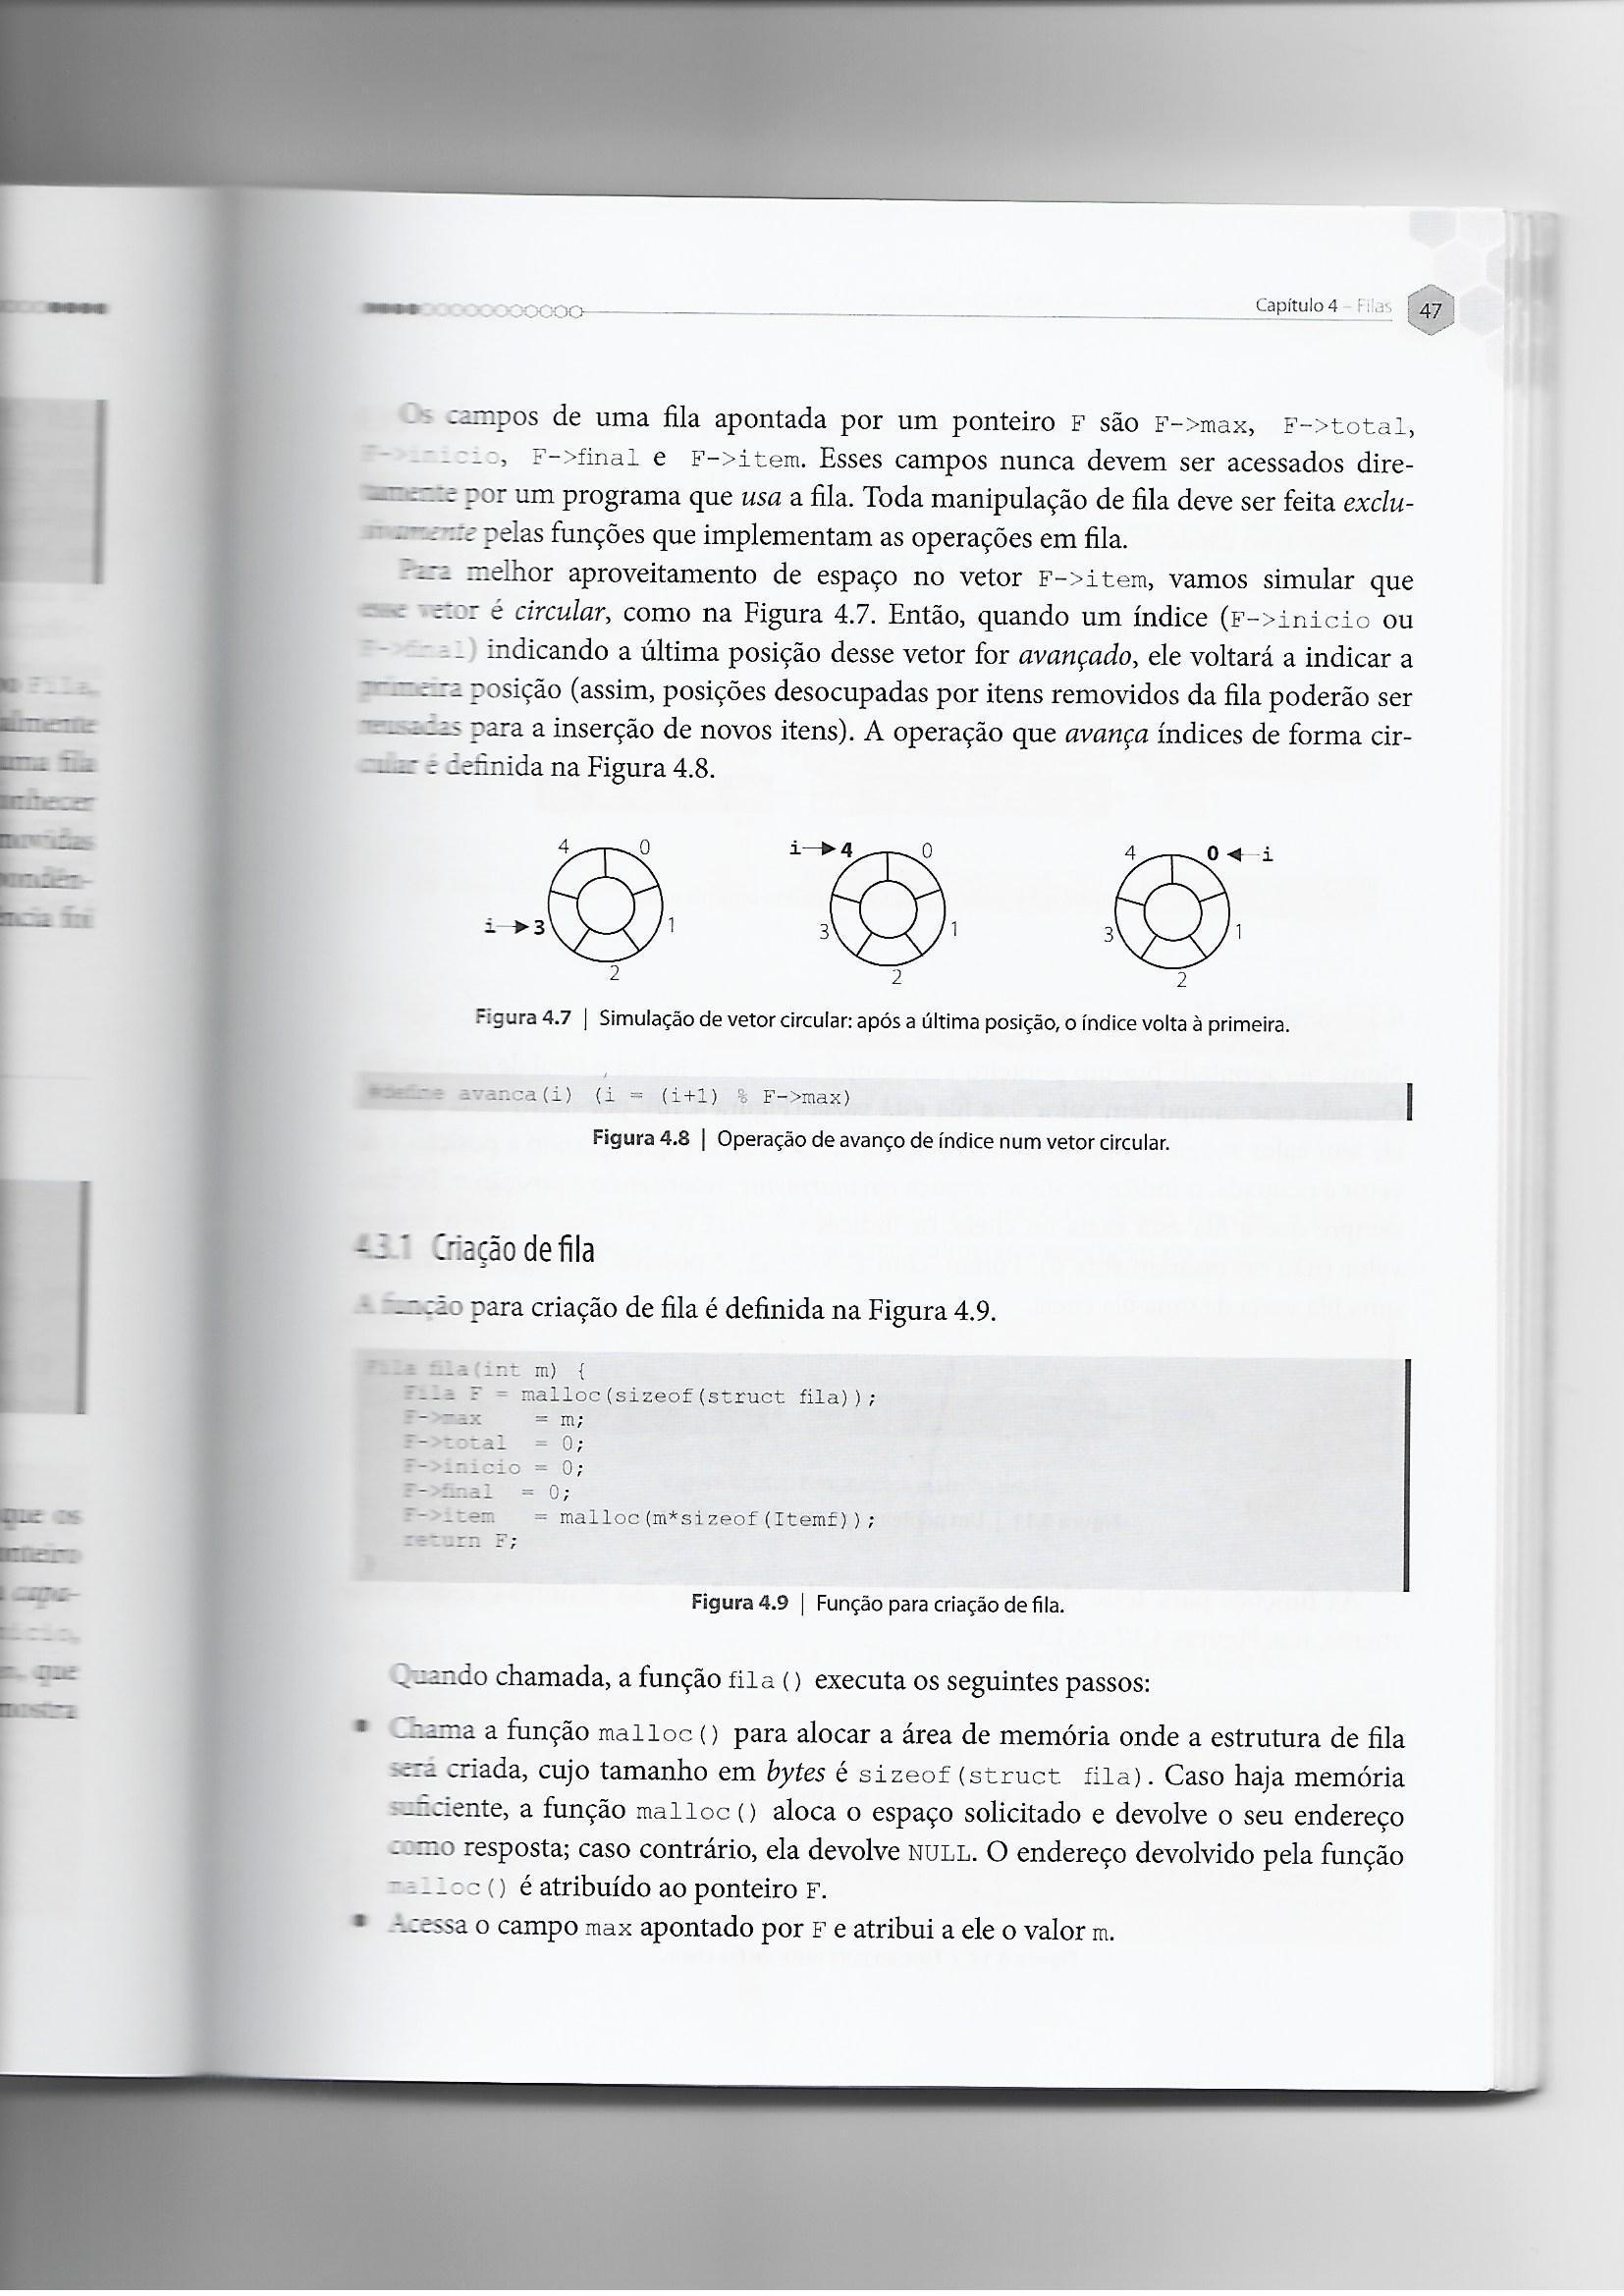 Capítulo 4 – Filas 47
Os campos de uma fila apontada por um ponteiro F são F->max, F->total,
F->inicio, F->final e F->item. Esses campos nunca devem ser acessados dire-
tamente por um programa que usa a fila. Toda manipulação de fila deve ser feita exclu-
sivamente pelas funções que implementam as operações em fila.
Para melhor aproveitamento de espaço no vetor F->item, vamos simular que
esse vetor é circular, como na Figura 4.7. Então, quando um índice (F->inicio ou
F->final) indicando a última posição desse vetor for avançado, ele voltará a indicar a
primeira posição (assim, posições desocupadas por itens removidos da fila poderão ser
reusadas para a inserção de novos itens). A operação que avança índices de forma cir-
cular é definida na Figura 4.8.
4 0 i 4 0 4 0 i
i 3 1 3 1 3 1
2 2 2
Figura 4.7 | Simulação de vetor circular: após a última posição, o índice volta à primeira.
#define avanca(i) (i = (i+1) % F->max)
Figura 4.8 | Operação de avanço de índice num vetor circular.
4.3.1 Criação de fila
A função para criação de fila é definida na Figura 4.9.
Fila fila(int m) {
Fila F = malloc(sizeof(struct fila));
F->max = m;
F->total = 0;
F->inicio = 0;
F->final = 0;
F->item = malloc(m*sizeof(Itemf));
return F;
}
Figura 4.9 | Função para criação de fila.
Quando chamada, a função fila() executa os seguintes passos:
• Chama a função malloc() para alocar a área de memória onde a estrutura de fila
será criada, cujo tamanho em bytes é sizeof(struct fila). Caso haja memória
suficiente, a função malloc() aloca o espaço solicitado e devolve o seu endereço
como resposta; caso contrário, ela devolve NULL. O endereço devolvido pela função
malloc() é atribuído ao ponteiro F.
• Acessa o campo max apontado por F e atribui a ele o valor m.